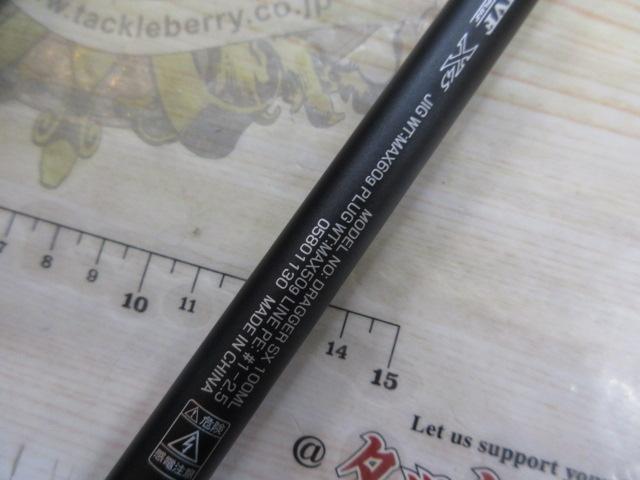 www.tackleberry.co.jp
HVF
X45
JIG WT:MAX60g PLUG WT:MAX50g LINE PE: #1-2.5
MODEL NO: DRAGGER SX 100ML
05801130 MADE IN CHINA
危険
感電注意
7 8 9 10 11 14 15
Let us support your
@